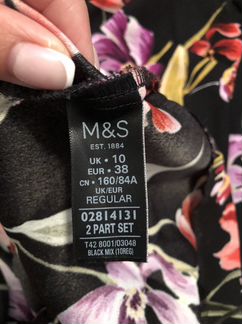 M&S
EST. 1884
UK • 10
EUR • 38
CN • 160/84A
UK/EUR
REGULAR
02814131
2 PART SET
T42 8001/03048
BLACK MIX (10REG)